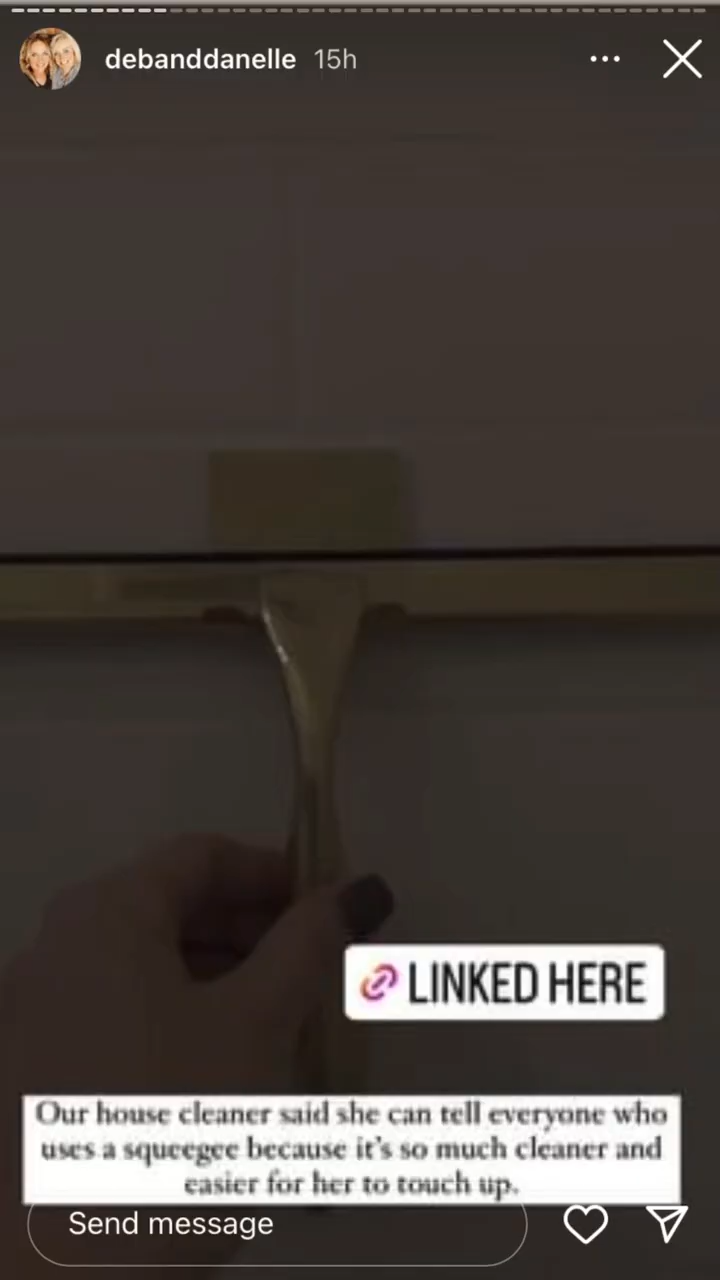 debanddanelle 15h
LINKED HERE
Our house cleaner said she can tell everyone who
uses a squeegee because it's so much cleaner and
easier for her to touch up.
Send message